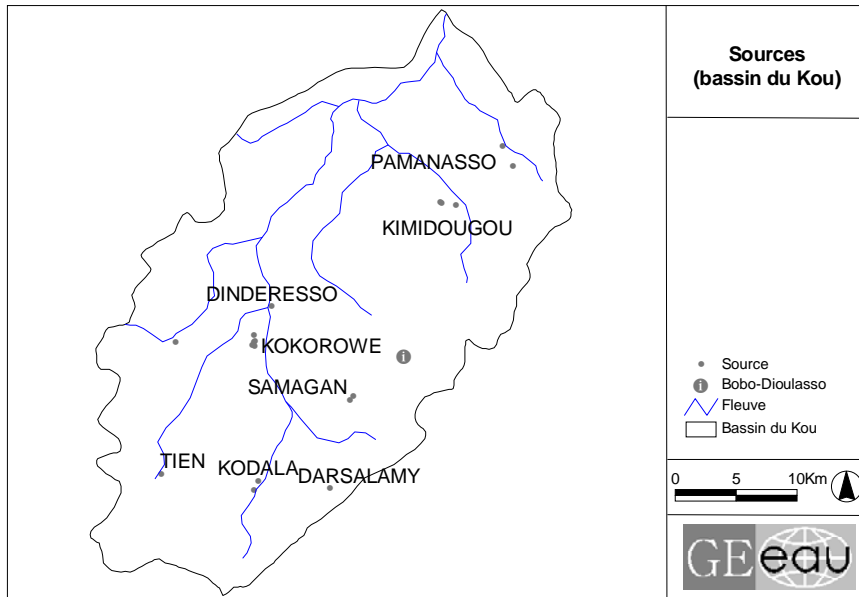 Sources
(bassin du Kou)
PAMANASSO
KIMIDOUGOU
DINDERESSO
KOKOROWE
SAMAGAN
TIEN
KODALA
DARSALAMY
i
Source
i
Bobo-Dioulasso
Fleuve
Bassin du Kou
0 5 10Km
GEeau